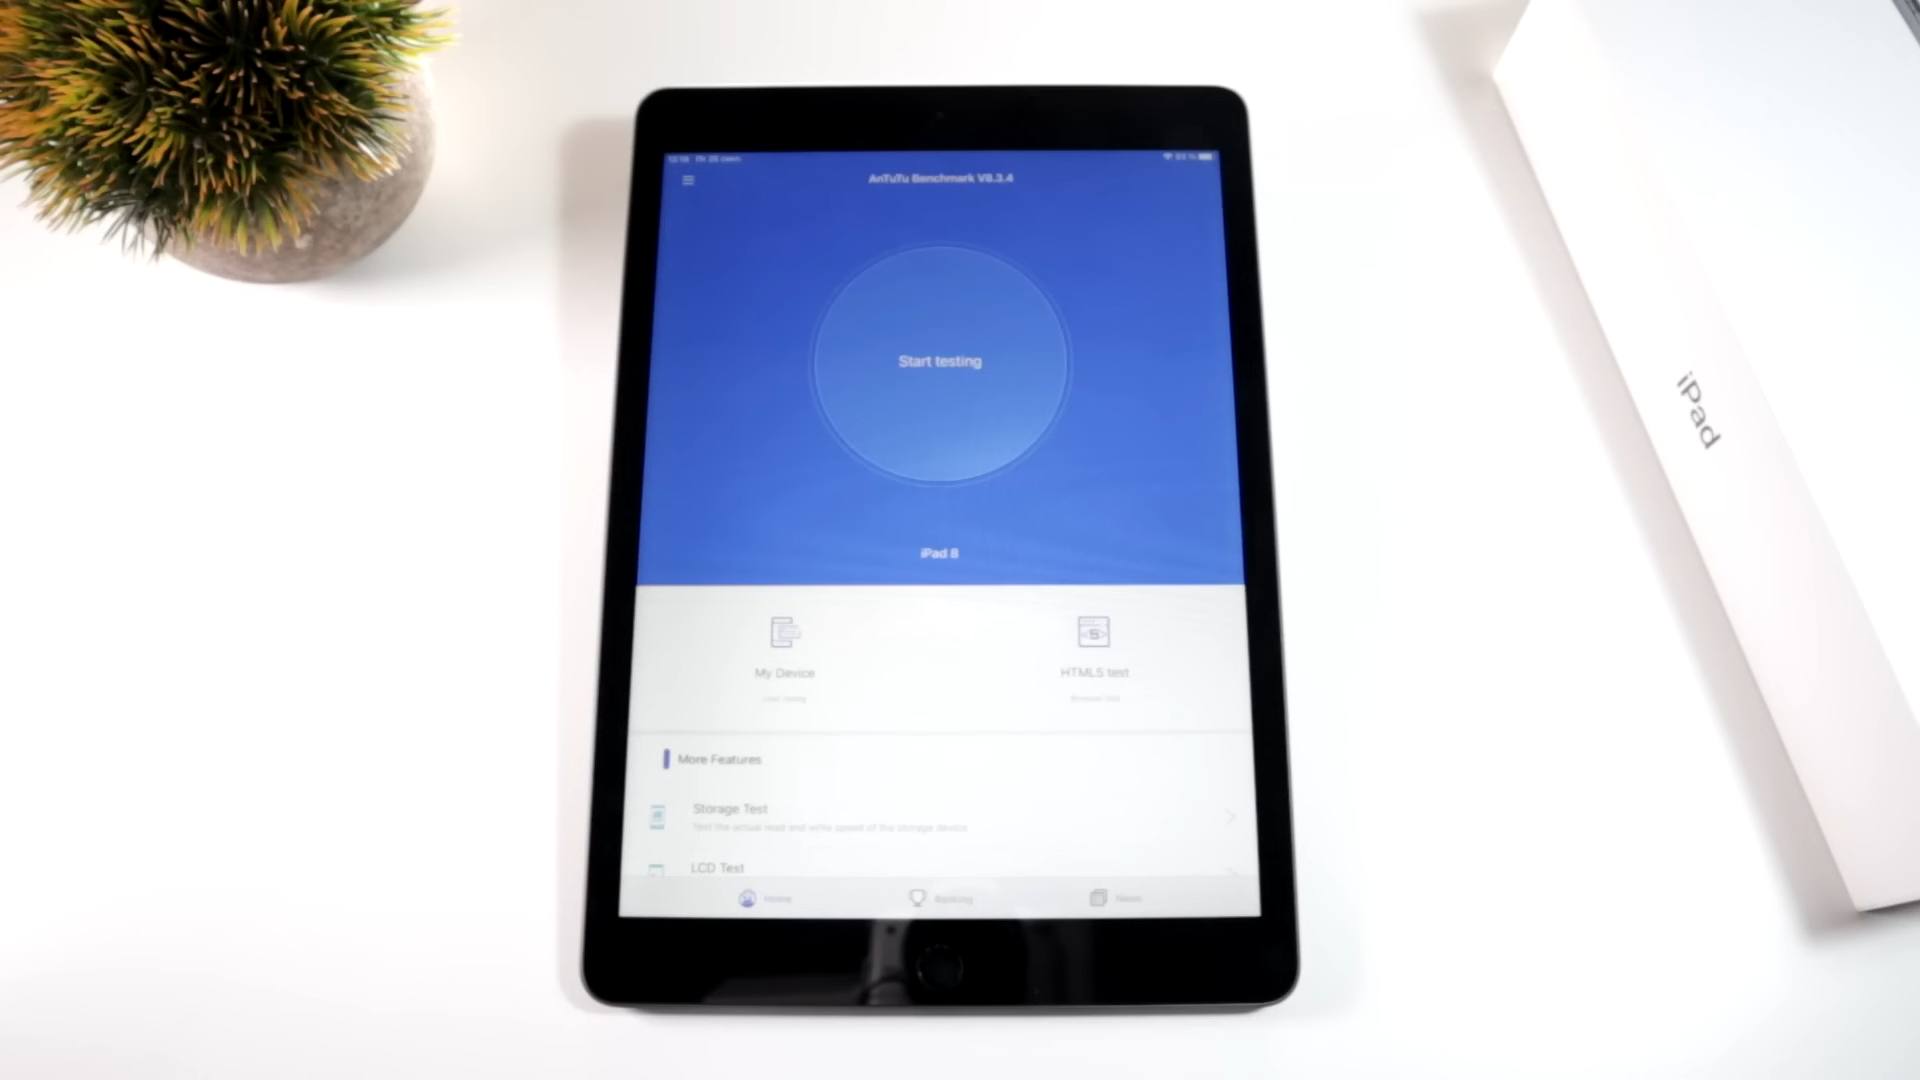 AnTuTu Benchmark V8.3.4
Start testing
iPad 8
My Device
HTML5 test
More Features
Storage Test
Test the actual read and write speed of the storage device
LCD Test
Home
Ranking
News
iPad